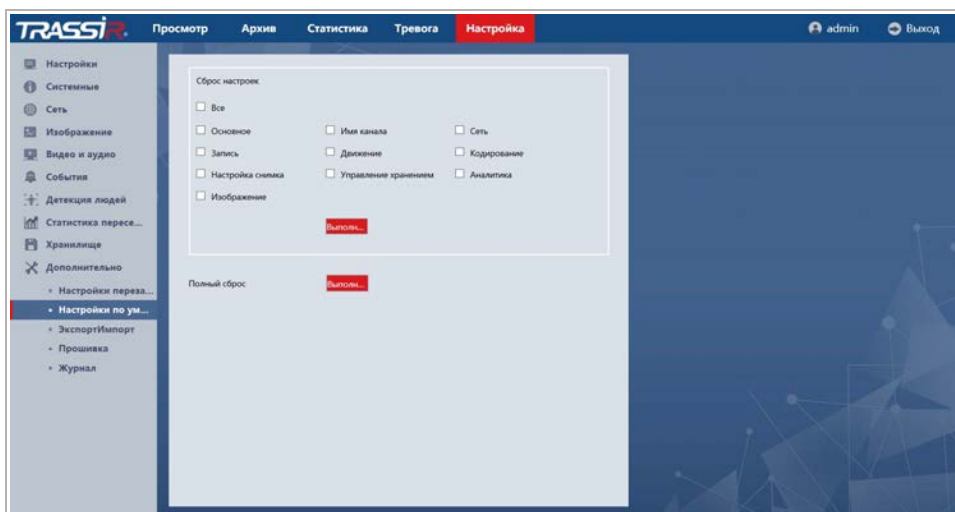 TRASSIR Просмотр Архив Статистика Тревога Настройка admin Выход
Настройки
Системные
Сеть
Изображение
Видео и аудио
События
Детекция людей
Статистика пересе...
Хранилище
Дополнительно
Настройки переза...
Настройки по ум...
ЭкспортИмпорт
Прошивка
Журнал
Сброс настроек
Все
Основное Имя канала Сеть
Запись Движение Кодирование
Настройка снимка Управление хранением Аналитика
Изображение
Выполн...
Полный сброс Выполн...